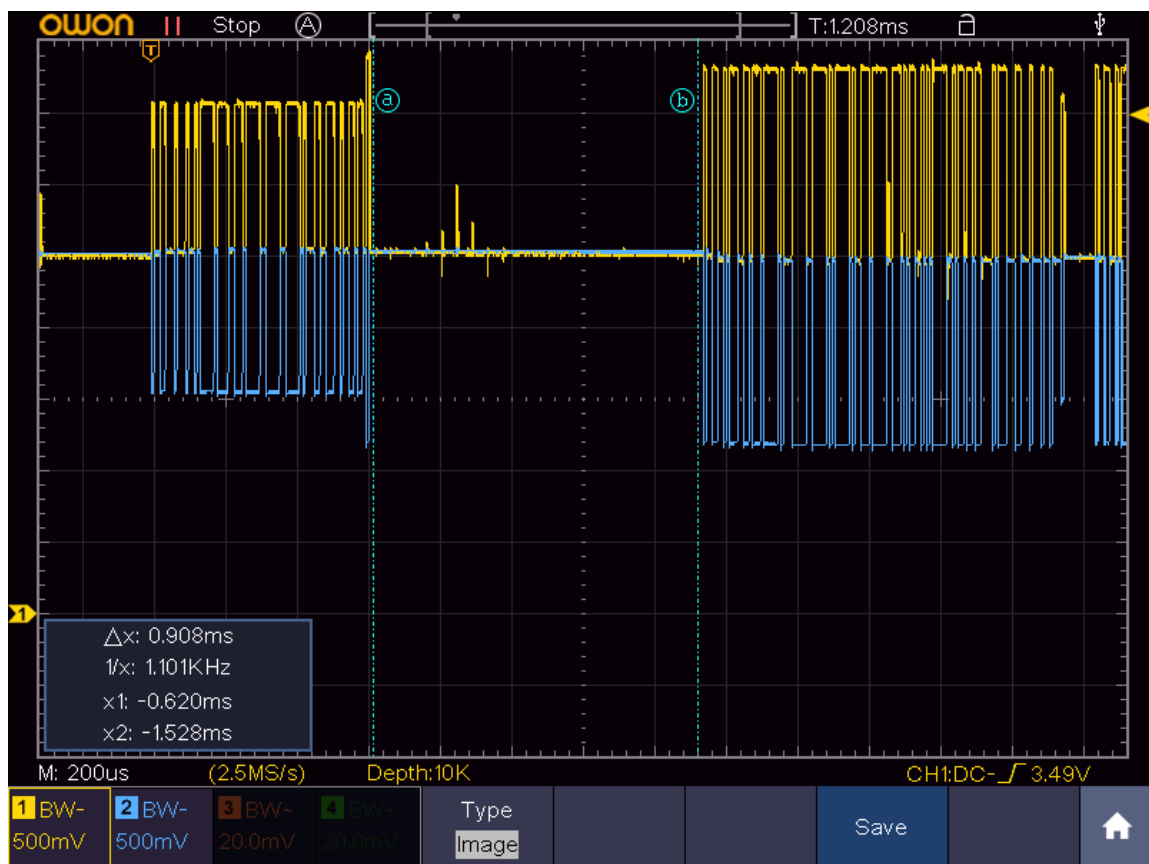 owon Stop A T:1.208ms
T
a b
1
△x: 0.908ms
1/x: 1.101KHz
x1: -0.620ms
x2: -1.528ms
M: 200us (2.5MS/s) Depth:10K CH1:DC- 3.49V
1 BW- 2 BW- 3 BW~ 4 BW~ Type
500mV 500mV 20.0mV 20.0mV Image Save